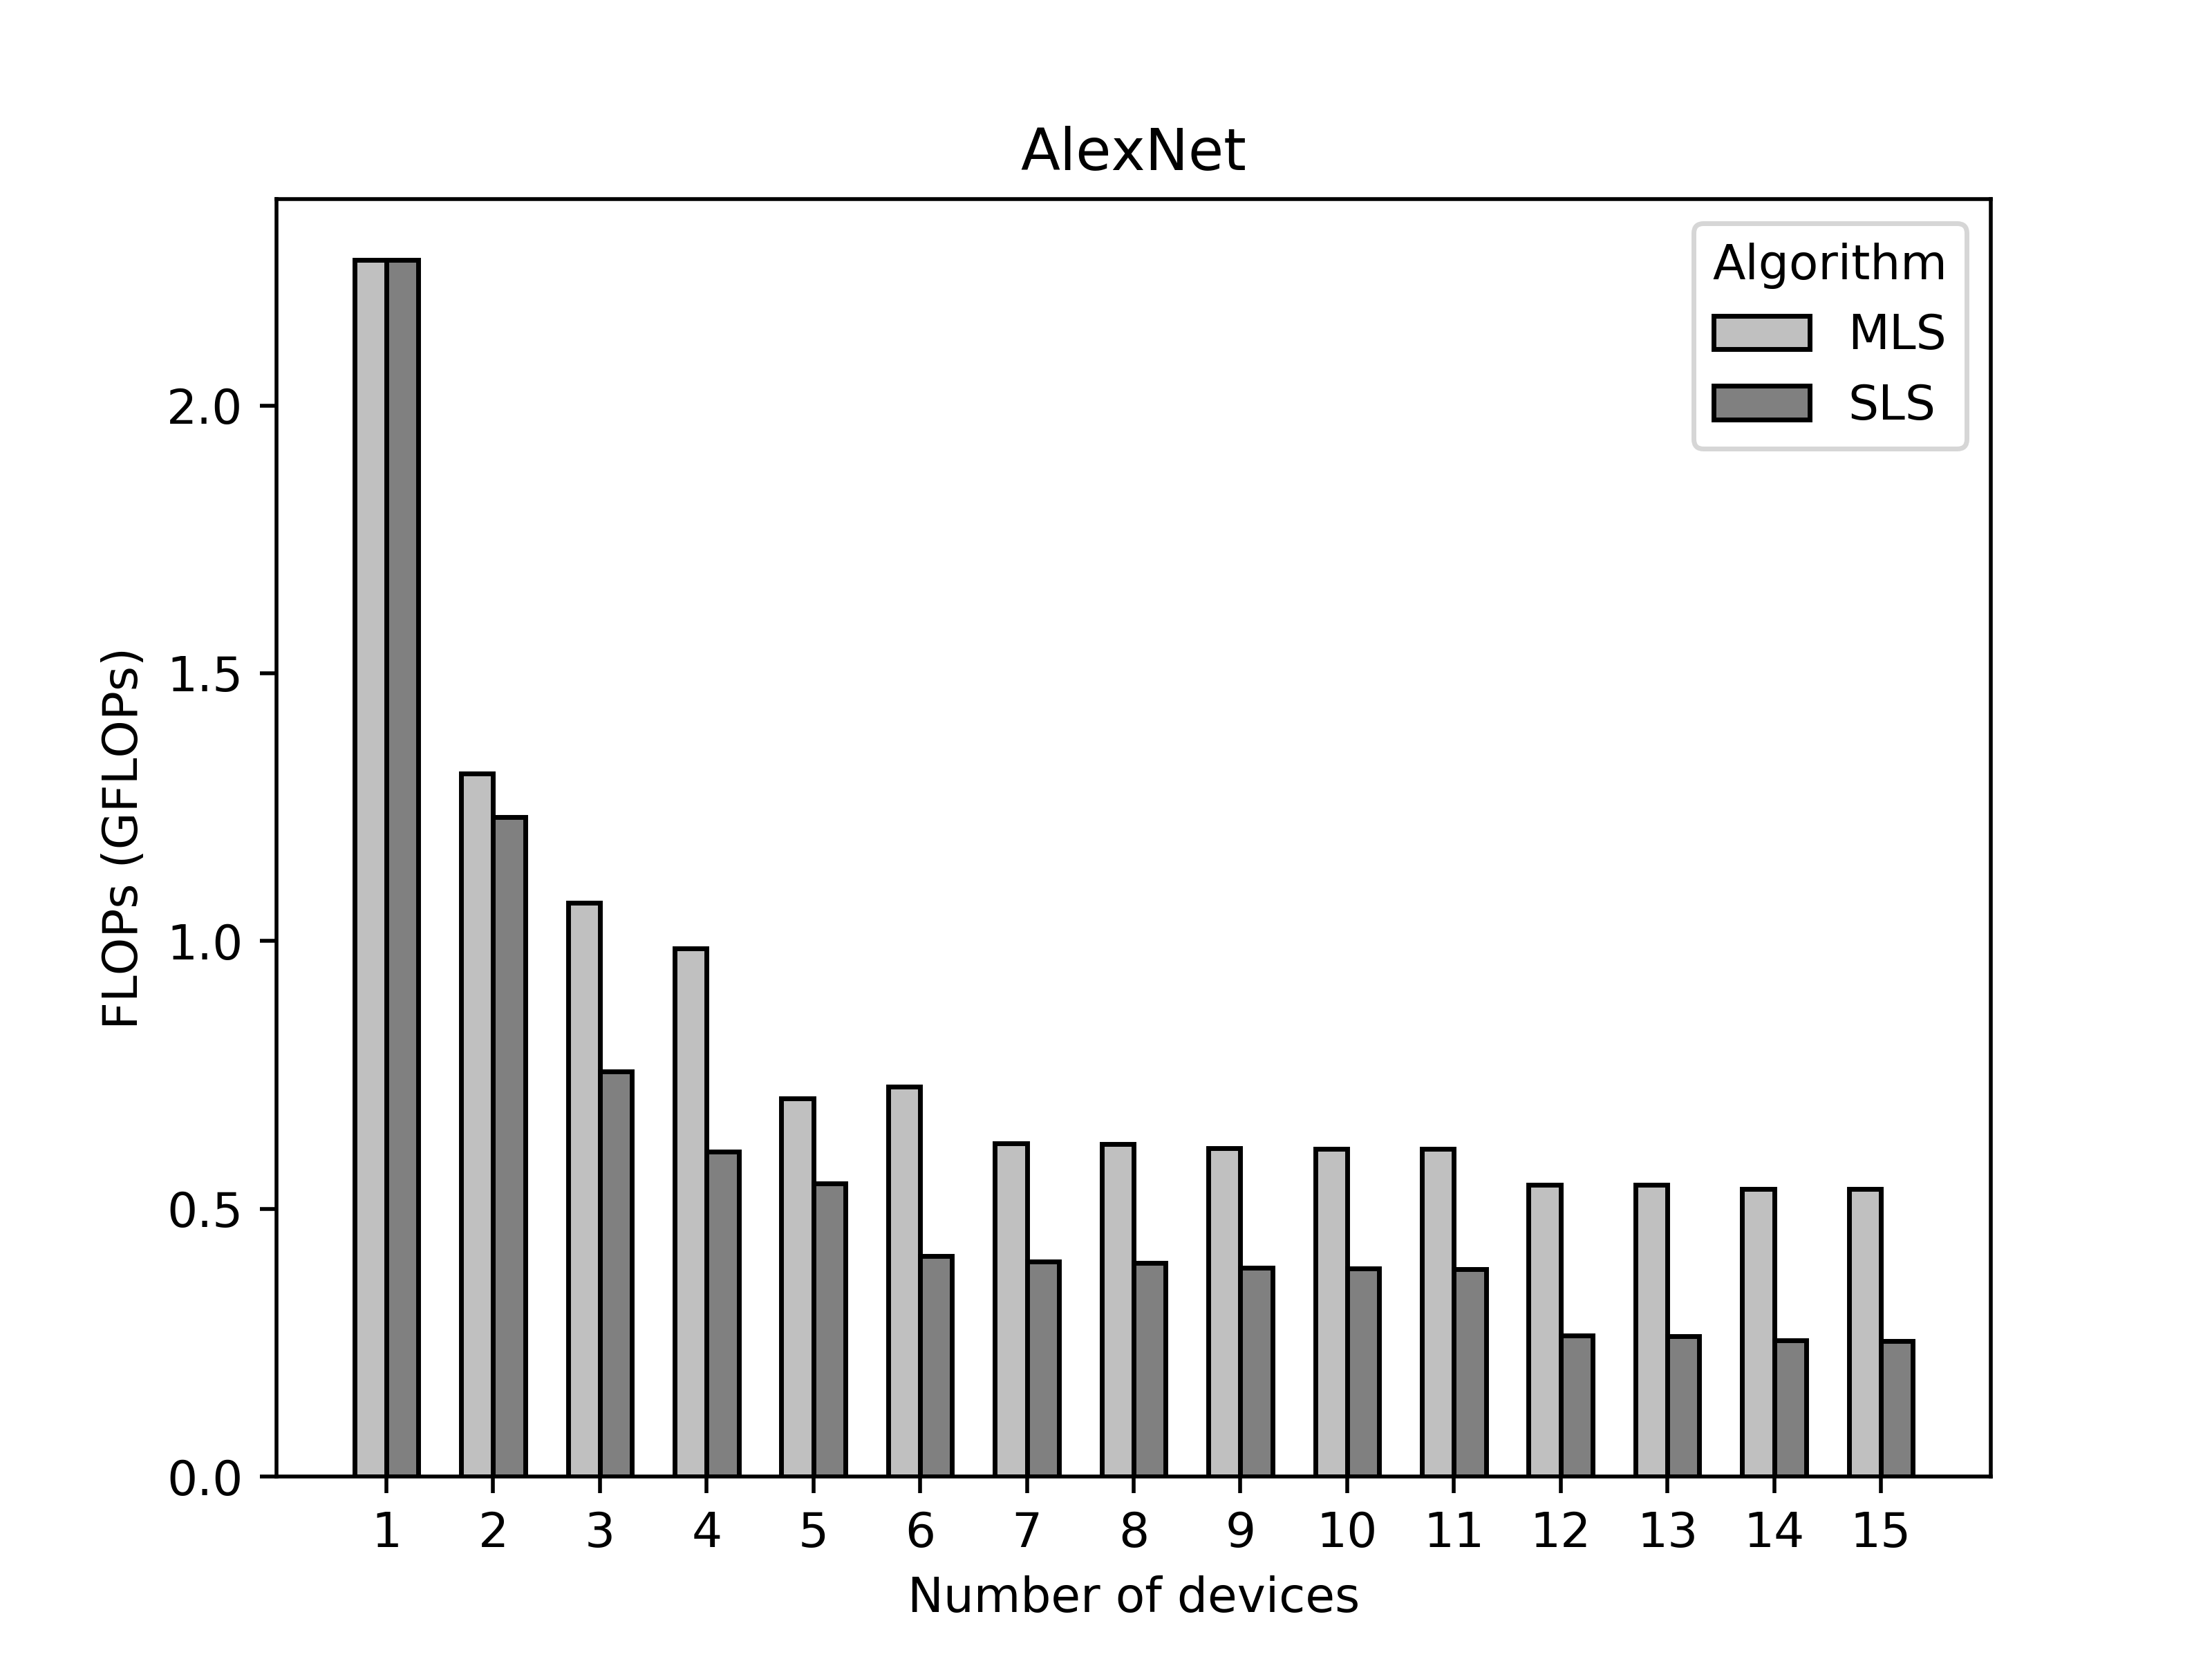 AlexNet
Algorithm
MLS
SLS
FLOPs (GFLOPs)
2.0
1.5
1.0
0.5
0.0
1 2 3 4 5 6 7 8 9 10 11 12 13 14 15
Number of devices